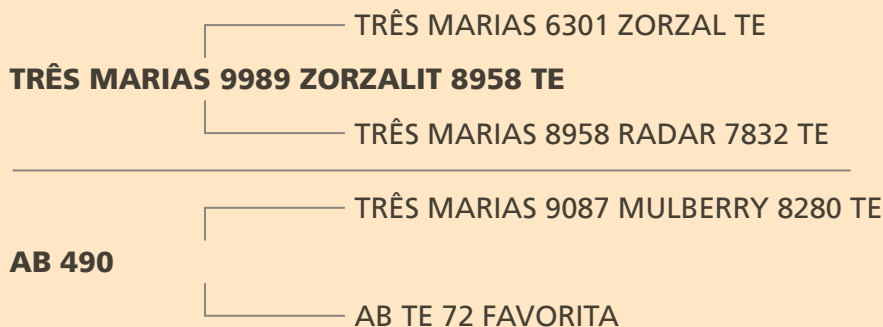 TRÊS MARIAS 6301 ZORZAL TE
TRÊS MARIAS 9989 ZORZALIT 8958 TE
TRÊS MARIAS 8958 RADAR 7832 TE
TRÊS MARIAS 9087 MULBERRY 8280 TE
AB 490
AB TE 72 FAVORITA